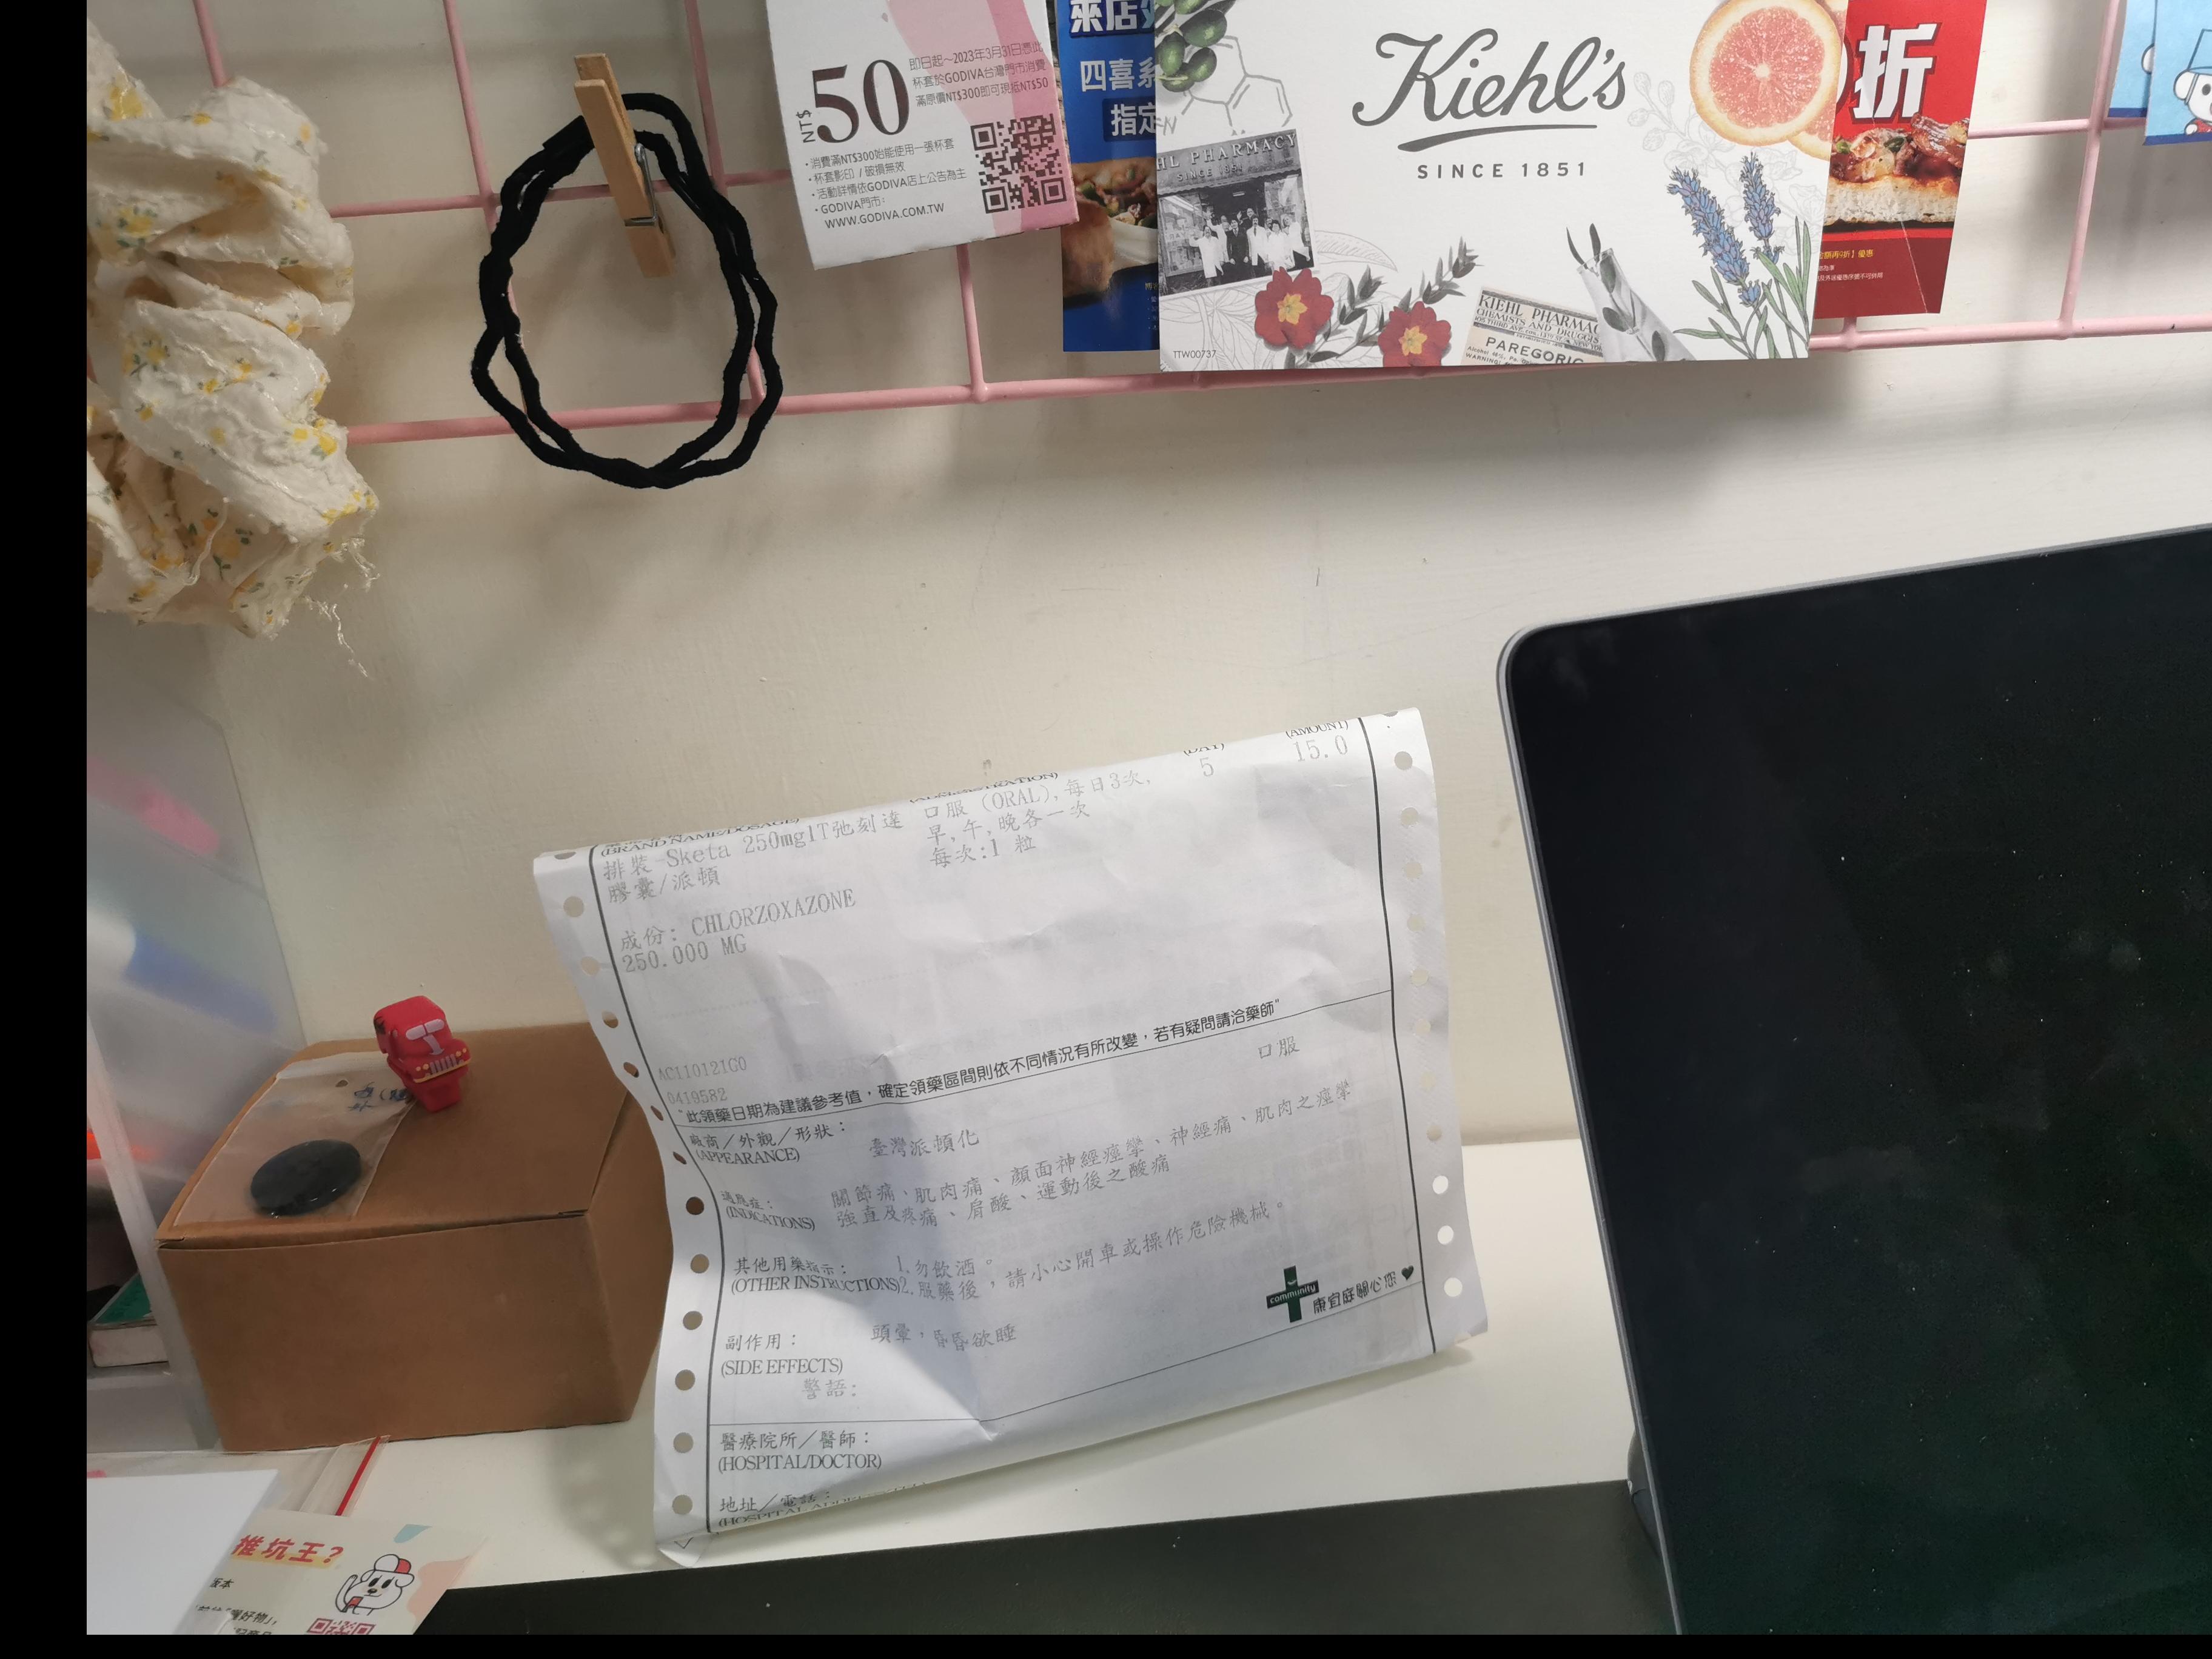 NT$50
即日起～2023年3月31日憑此
杯套於GODIVA台灣門市消費
滿原價NT$300即可現抵NT$50
・消費滿NT$300始能使用一張杯套
・杯套影印 / 破損無效
・活動詳情依GODIVA店上公告為主
・GODIVA門市:
WWW.GODIVA.COM.TW
來店
四喜系
指定
Kiehl's
SINCE 1851
HL PHARMACY
SINCE 1851
KIEHL PHARMAC
CHEMISTS AND DRUGGIS
PAREGORIC
TTW00737
折
優惠
(BRAND NAME/DOSAGE)
(AMOUNT)
排裝 Sketa 250mg1T弛刻達
膠囊/派頓
口服 (ORAL),每日3次,
早,午,晚各一次
每次:1 粒
5
15.0
成份: CHLORZOXAZONE
250.000 MG
AC110121G0
0419582
"此領藥日期為建議參考值，確定領藥區間則依不同情況有所改變，若有疑問請洽藥師"
口服
廠商／外觀／形狀：
(APPEARANCE)
臺灣派頓化
適應症：
(INDICATIONS)
關節痛、肌肉痛、顏面神經痙攣、神經痛、肌肉之痙攣
強直及疼痛、肩酸、運動後之酸痛
其他用藥指示：
(OTHER INSTRUCTIONS)
1.勿飲酒。
2.服藥後，請小心開車或操作危險機械。
community
康宜庭關心您
副作用：
(SIDE EFFECTS)
頭暈，昏昏欲睡
警語:
醫療院所／醫師：
(HOSPITAL/DOCTOR)
地址／電話：
推坑王?
版本